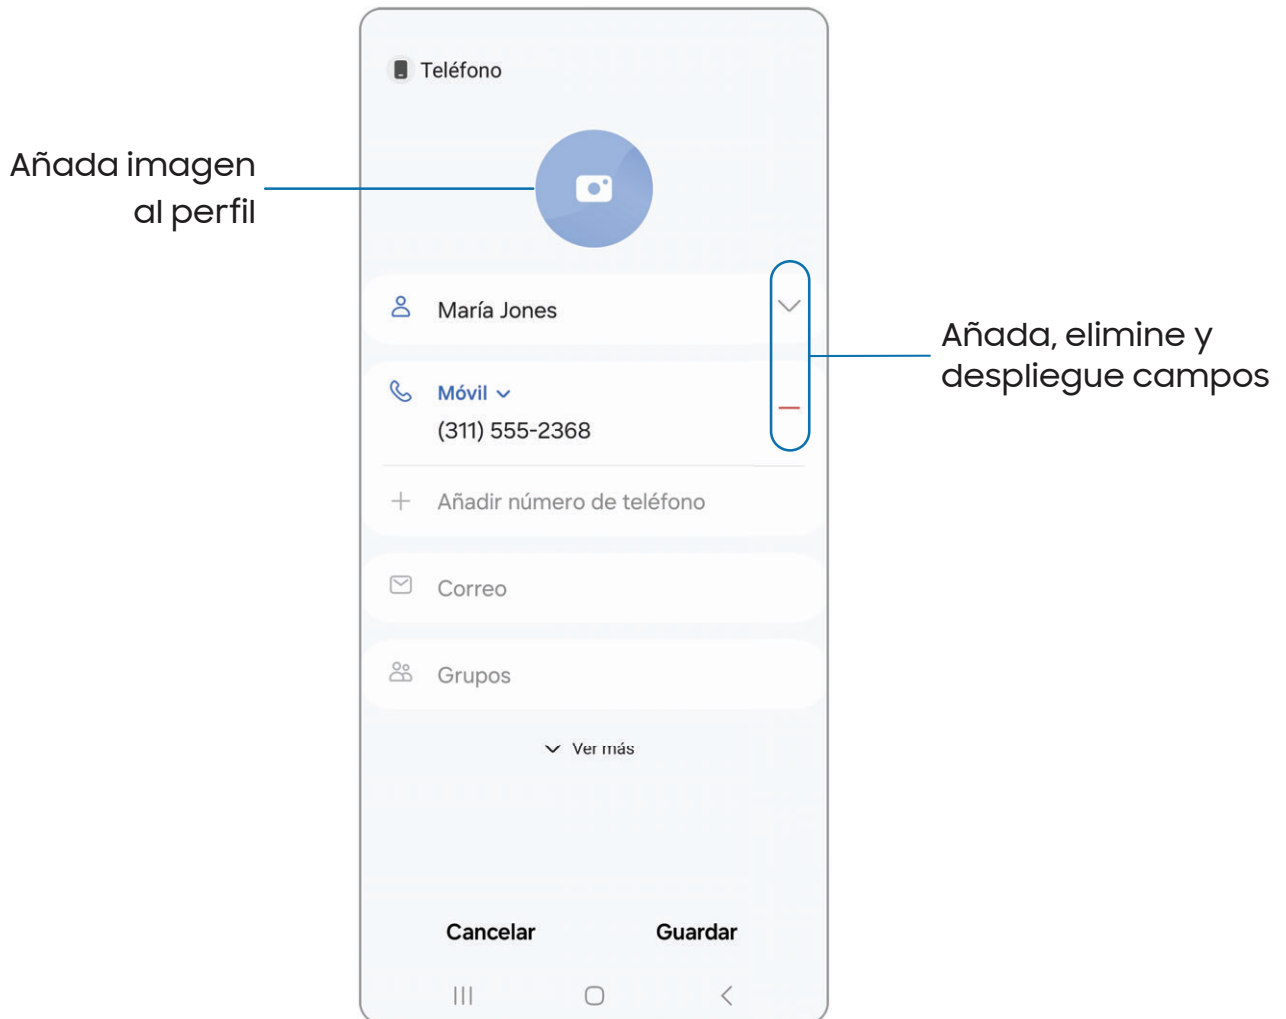 Teléfono
Añada imagen
al perfil
María Jones
Añada, elimine y
despliegue campos
Móvil
(311) 555-2368
Añadir número de teléfono
Correo
Grupos
Ver más
Cancelar
Guardar